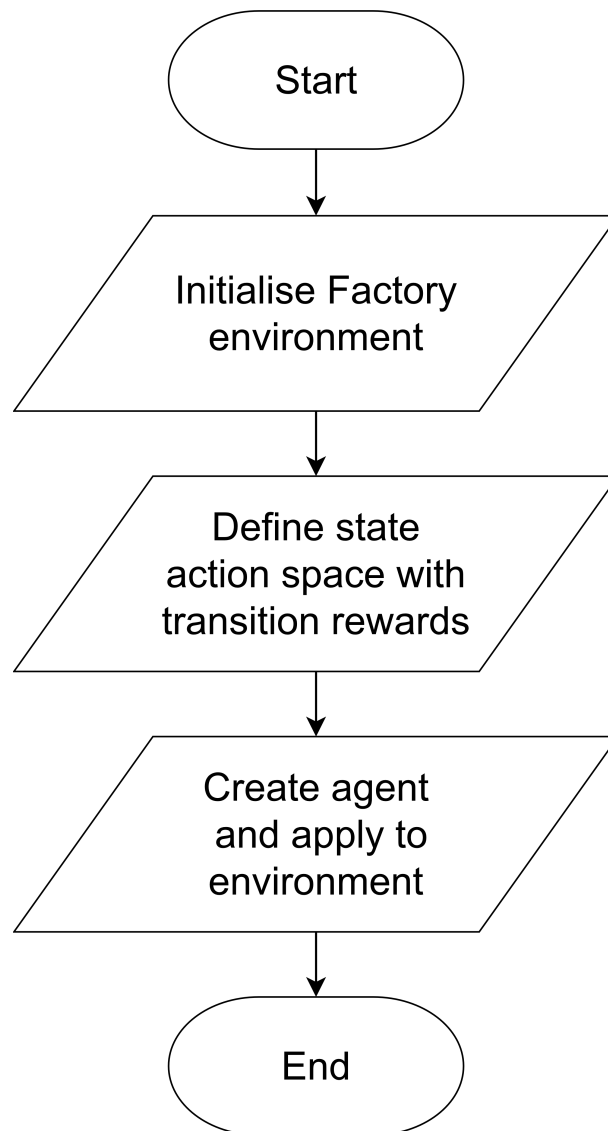 Start
Initialise Factory
environment
Define state
action space with
transition rewards
Create agent
and apply to
environment
End